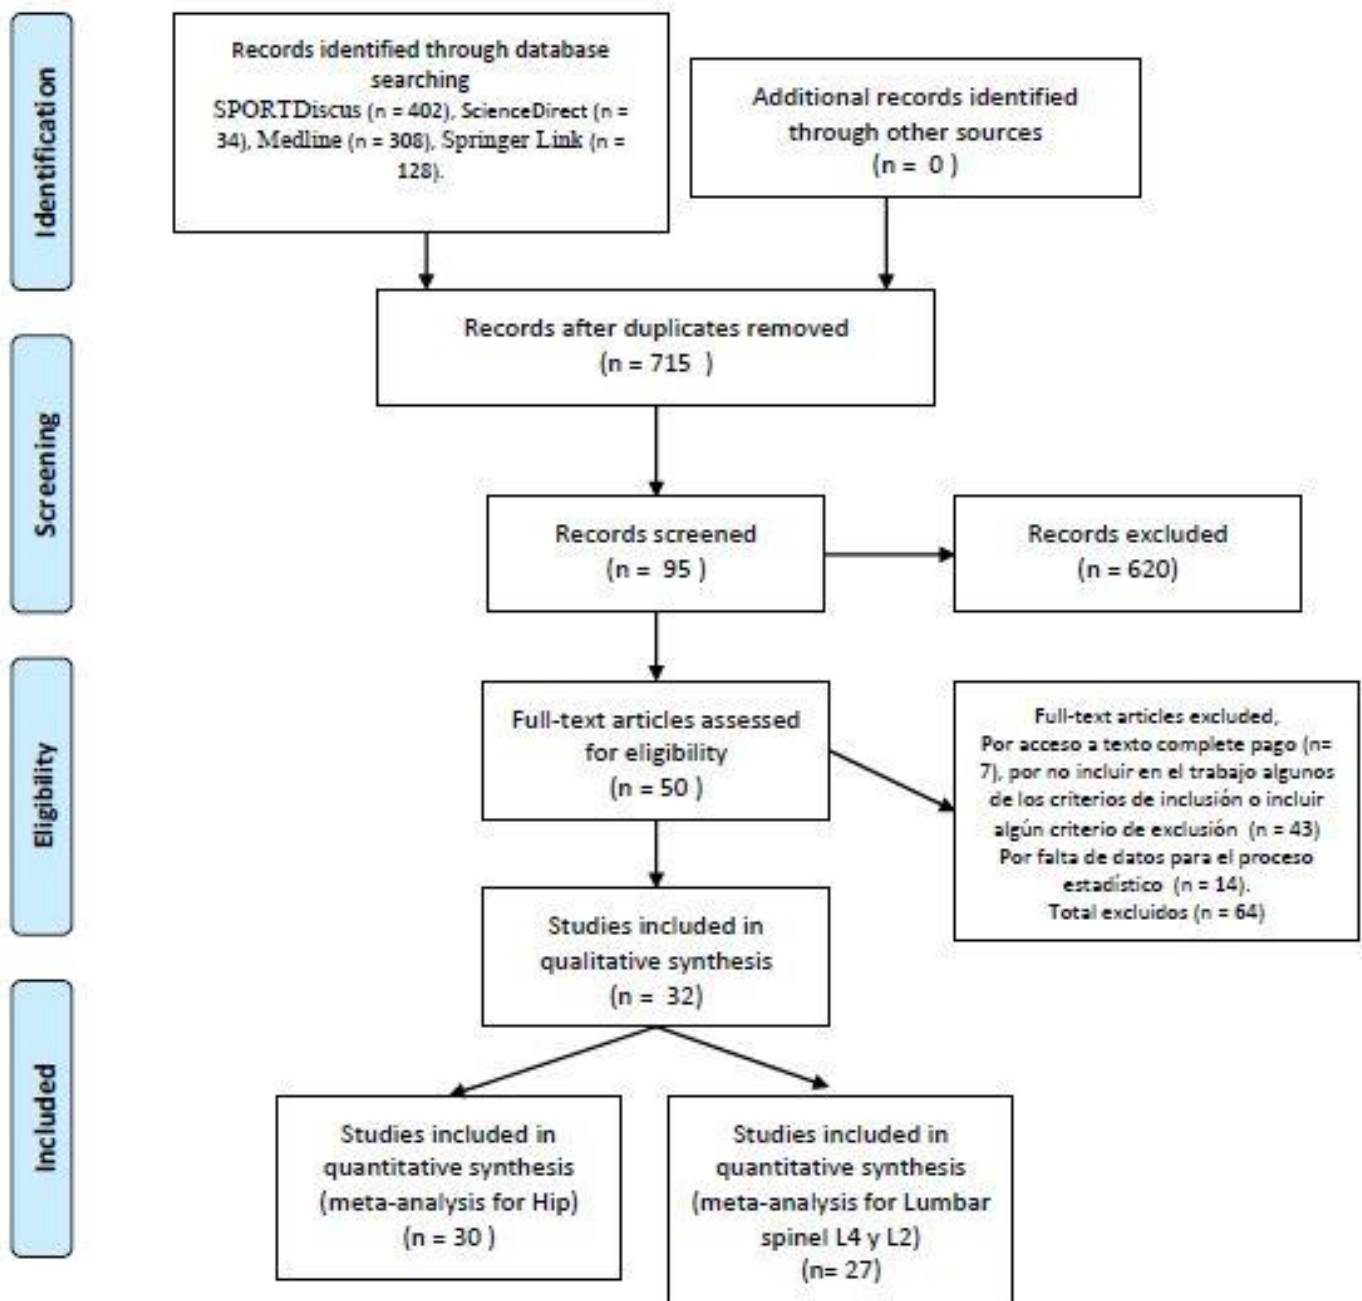 Identification
Records identified through database
searching
SPORTDiscus (n = 402), ScienceDirect (n =
34), Medline (n = 308), Springer Link (n =
128).
Additional records identified
through other sources
(n = 0 )
Records after duplicates removed
(n = 715 )
Screening
Records screened
(n = 95 )
Records excluded
(n = 620)
Eligibility
Full-text articles assessed
for eligibility
(n = 50 )
Full-text articles excluded,
Por acceso a texto complete pago (n=
7), por no incluir en el trabajo algunos
de los criterios de inclusión o incluir
algún criterio de exclusión (n = 43)
Por falta de datos para el proceso
estadístico (n = 14).
Total excluidos (n = 64)
Studies included in
qualitative synthesis
(n = 32)
Included
Studies included in
quantitative synthesis
(meta-analysis for Hip)
(n = 30 )
Studies included in
quantitative synthesis
(meta-analysis for Lumbar
spinel L4 y L2)
(n= 27)